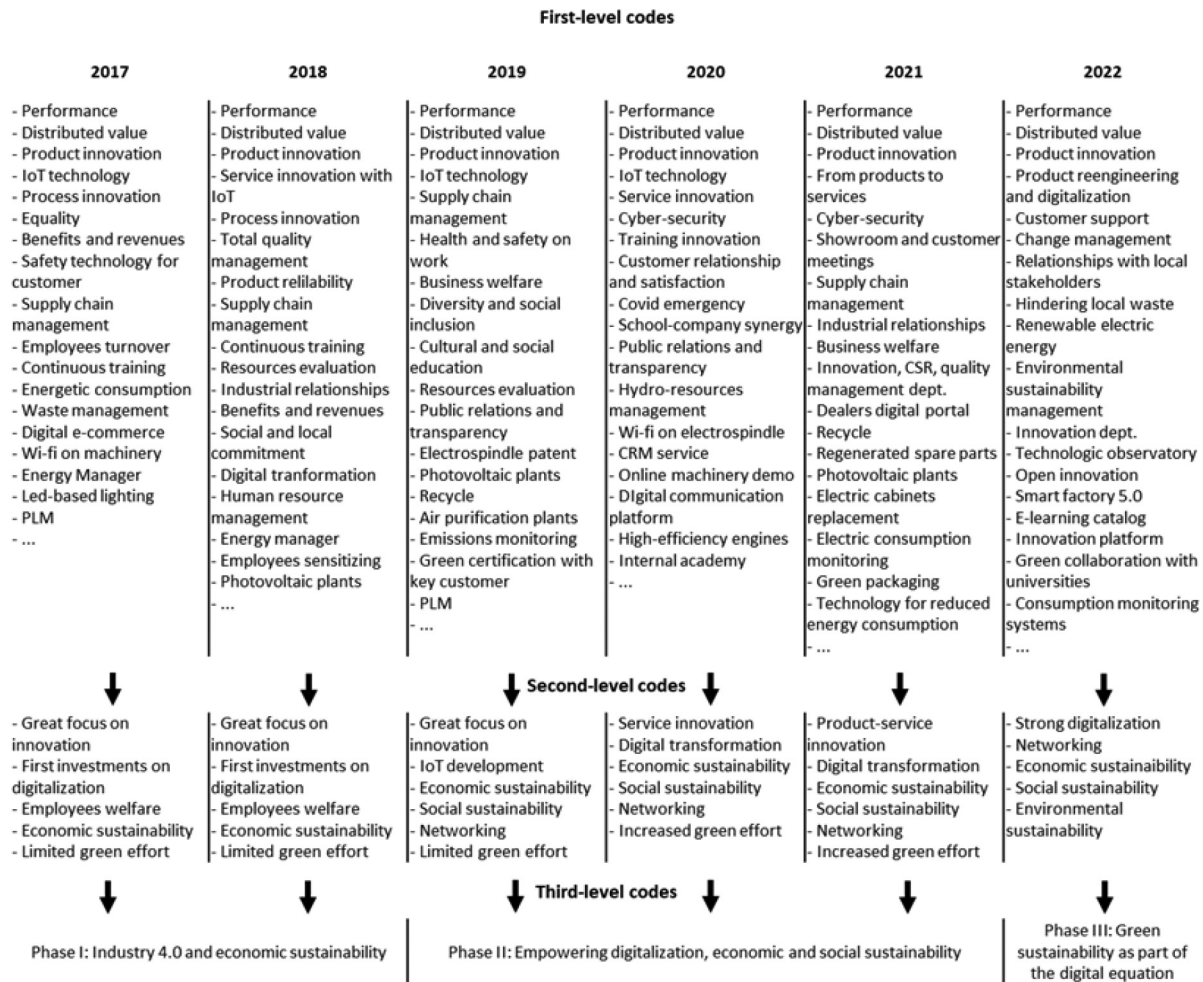 First-level codes
2017
- Performance
- Distributed value
- Product innovation
- IoT technology
- Process innovation
- Equality
- Benefits and revenues
- Safety technology for
customer
- Supply chain
management
- Employees turnover
- Continuous training
- Energetic consumption
- Waste management
- Digital e-commerce
- Wi-fi on machinery
- Energy Manager
- Led-based lighting
- PLM
- ...
2018
- Performance
- Distributed value
- Product innovation
- Service innovation with
IoT
- Process innovation
- Total quality
management
- Product relilability
- Supply chain
management
- Continuous training
- Resources evaluation
- Industrial relationships
- Benefits and revenues
- Social and local
commitment
- Digital tranformation
- Human resource
management
- Energy manager
- Employees sensitizing
- Photovoltaic plants
- ...
2019
- Performance
- Distributed value
- Product innovation
- IoT technology
- Supply chain
management
- Health and safety on
work
- Business welfare
- Diversity and social
inclusion
- Cultural and social
education
- Resources evaluation
- Public relations and
transparency
- Electrospindle patent
- Photovoltaic plants
- Recycle
- Air purification plants
- Emissions monitoring
- Green certification with
key customer
- PLM
- ...
2020
- Performance
- Distributed value
- Product innovation
- IoT technology
- Service innovation
- Cyber-security
- Training innovation
- Customer relationship
and satisfaction
- Covid emergency
- School-company synergy
- Public relations and
transparency
- Hydro-resources
management
- Wi-fi on electrospindle
- CRM service
- Online machinery demo
- DIgital communication
platform
- High-efficiency engines
- Internal academy
- ...
2021
- Performance
- Distributed value
- Product innovation
- From products to
services
- Cyber-security
- Showroom and customer
meetings
- Supply chain
management
- Industrial relationships
- Business welfare
- Innovation, CSR, quality
management dept.
- Dealers digital portal
- Recycle
- Regenerated spare parts
- Photovoltaic plants
- Electric cabinets
replacement
- Electric consumption
monitoring
- Green packaging
- Technology for reduced
energy consumption
- ...
2022
- Performance
- Distributed value
- Product innovation
- Product reengineering
and digitalization
- Customer support
- Change management
- Relationships with local
stakeholders
- Hindering local waste
- Renewable electric
energy
- Environmental
sustainability
management
- Innovation dept.
- Technologic observatory
- Open innovation
- Smart factory 5.0
- E-learning catalog
- Innovation platform
- Green collaboration with
universities
- Consumption monitoring
systems
- ...
Second-level codes
- Great focus on
innovation
- First investments on
digitalization
- Employees welfare
- Economic sustainability
- Limited green effort
- Great focus on
innovation
- First investments on
digitalization
- Employees welfare
- Economic sustainability
- Limited green effort
- Great focus on
innovation
- IoT development
- Economic sustainability
- Social sustainability
- Networking
- Limited green effort
- Service innovation
- Digital transformation
- Economic sustainability
- Social sustainability
- Networking
- Increased green effort
- Product-service
innovation
- Digital transformation
- Economic sustainability
- Social sustainability
- Networking
- Increased green effort
- Strong digitalization
- Networking
- Economic sustainability
- Social sustainability
- Environmental
sustainability
Third-level codes
Phase I: Industry 4.0 and economic sustainability
Phase II: Empowering digitalization, economic and social sustainability
Phase III: Green
sustainability as part of
the digital equation